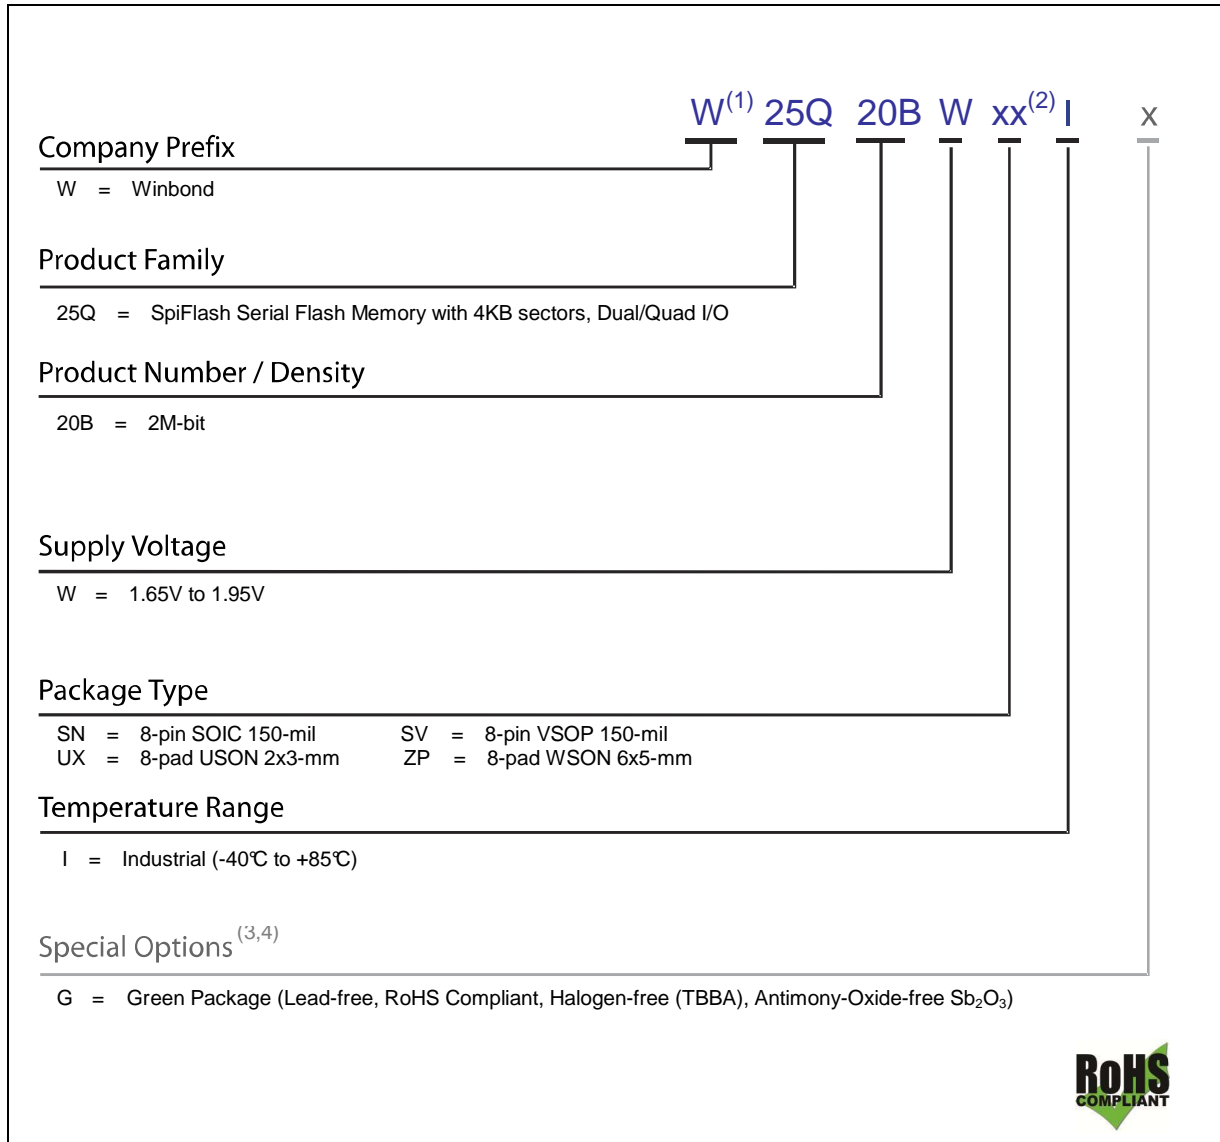 W(1) 25Q 20B W xx(2) I x
Company Prefix
W = Winbond
Product Family
25Q = SpiFlash Serial Flash Memory with 4KB sectors, Dual/Quad I/O
Product Number / Density
20B = 2M-bit
Supply Voltage
W = 1.65V to 1.95V
Package Type
SN = 8-pin SOIC 150-mil SV = 8-pin VSOP 150-mil
UX = 8-pad USON 2x3-mm ZP = 8-pad WSON 6x5-mm
Temperature Range
I = Industrial (-40°C to +85°C)
Special Options(3,4)
G = Green Package (Lead-free, RoHS Compliant, Halogen-free (TBBA), Antimony-Oxide-free Sb₂O₃)
RoHS
COMPLIANT